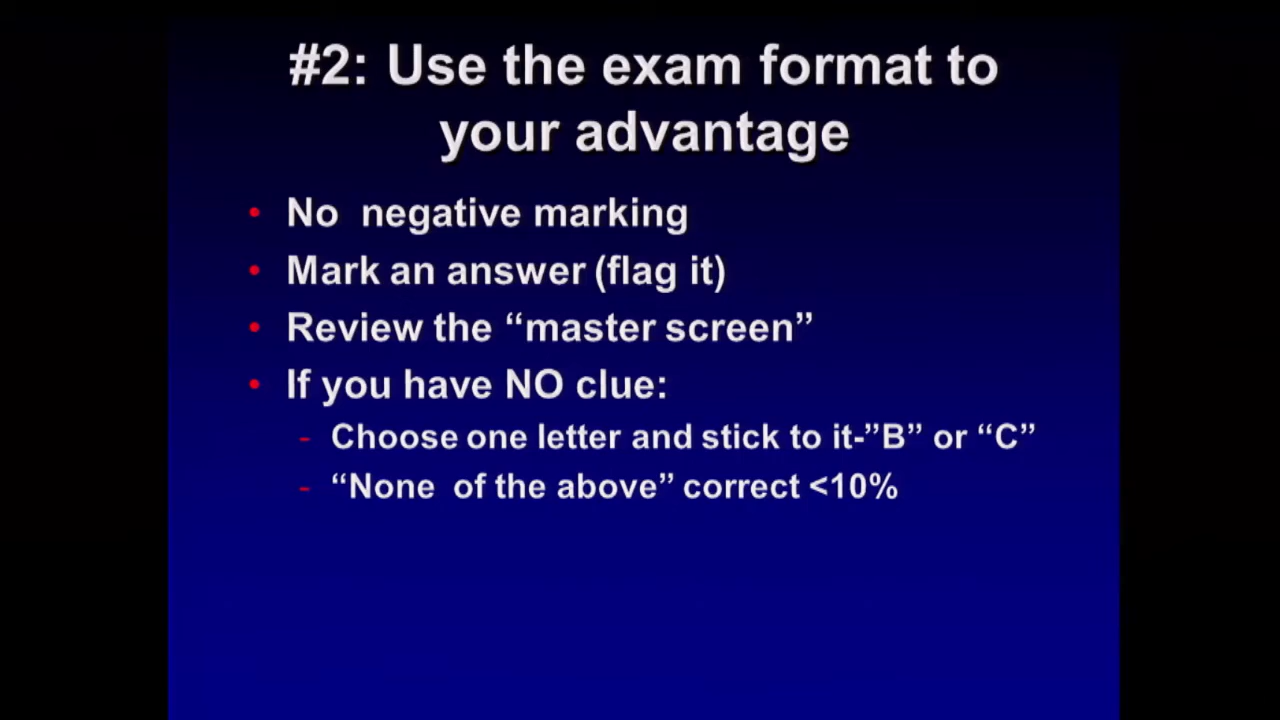 #2: Use the exam format to
your advantage
• No negative marking
• Mark an answer (flag it)
• Review the “master screen”
• If you have NO clue:
- Choose one letter and stick to it-”B” or “C”
- “None of the above” correct <10%